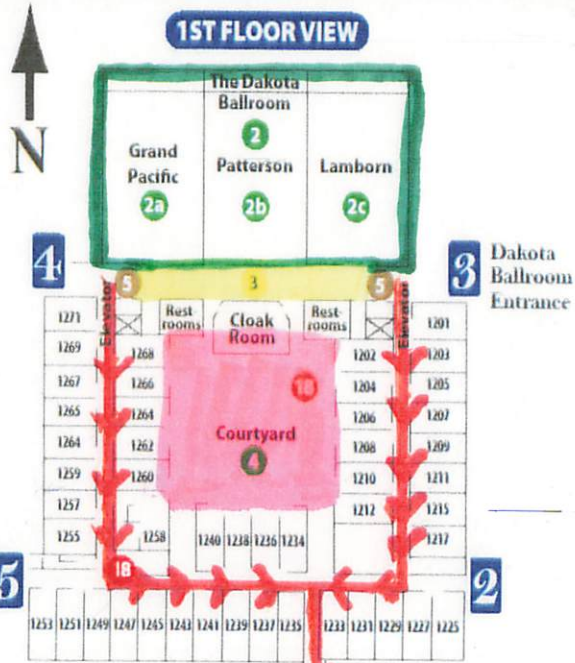 1ST FLOOR VIEW
N
The Dakota
Ballroom
2
Grand
Pacific
2a
Patterson
2b
Lamborn
2c
4
3
Dakota
Ballroom
Entrance
5
3
5
Elevator
Rest-
rooms
Cloak
Room
Rest-
rooms
Elevator
1271
1201
1269
1268
1202
1203
1267
1266
1204
1205
18
1265
1264
1206
1207
1264
1262
Courtyard
1208
1209
4
1259
1260
1210
1211
1257
1212
1215
1255
1258
1240
1238
1236
1234
1217
5
18
2
1253
1251
1249
1247
1245
1243
1241
1239
1237
1235
1233
1231
1229
1227
1225